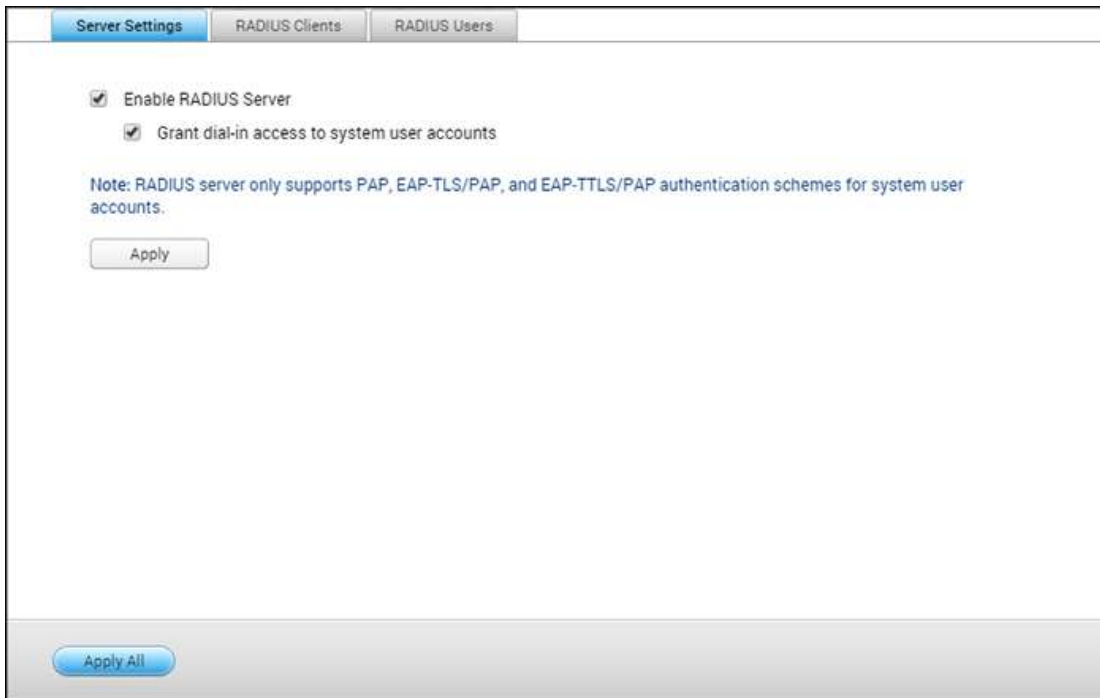 Server Settings
RADIUS Clients
RADIUS Users
Enable RADIUS Server
Grant dial-in access to system user accounts
Note: RADIUS server only supports PAP, EAP-TLS/PAP, and EAP-TTLS/PAP authentication schemes for system user
accounts.
Apply
Apply All